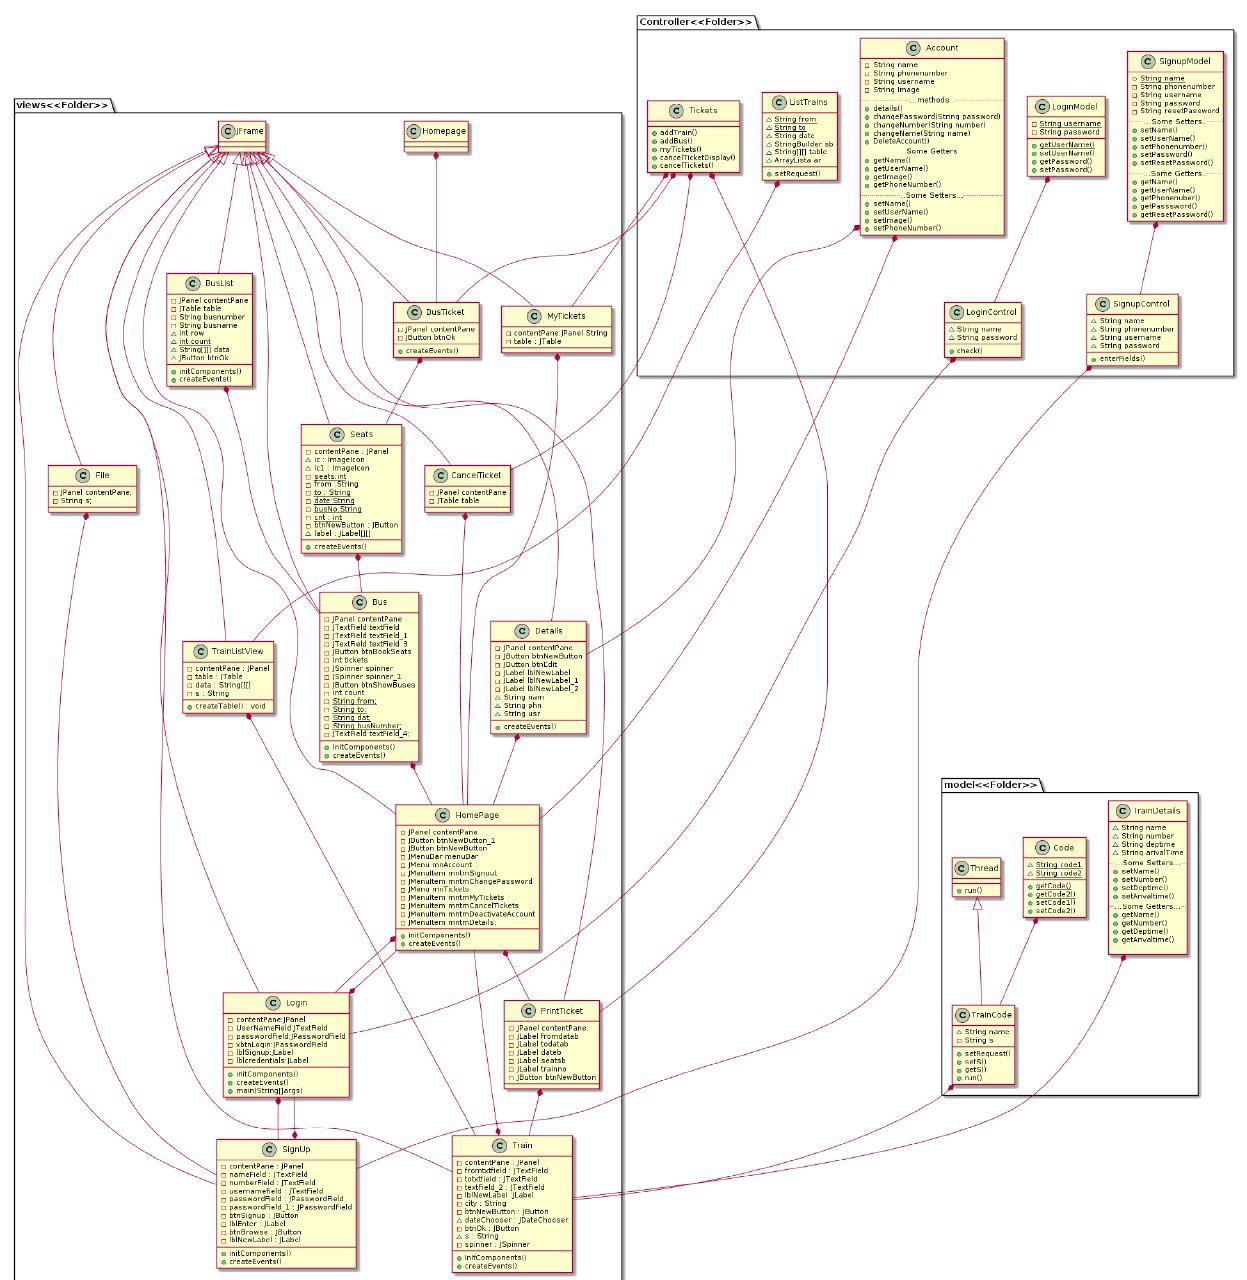 Controller<<Folder>>
C Tickets
addTrain()
addBus()
myTickets()
cancelTicketDisplay()
cancelTickets()
C ListTrains
String from
String to
String date
StringBuilder sb
String[][] table
ArrayLista ar
setRequest()
C Account
String name
String phonenumber
String username
String image
...methods..
details()
changePassword(String password)
changeNumber(String number)
changeName(String name)
DeleteAccount()
Some Getters
getName()
getUserName()
getImage()
getPhoneNumber()
...Some Setters...
setName()
setUserName()
setImage()
setPhoneNumber()
C LoginModel
String username
String password
getUserName()
setUserName()
getPassword()
setPassword()
C SignupModel
String name
String phonenumber
String username
String password
String resetPassword
...Some Setters...
setName()
setUserName()
setPhonenumber()
setPassword()
setResetPassword()
...Some Getters...
getName()
getUserName()
getPhonenuber()
getPasssword()
getResetPassword()
C LoginControl
String name
String password
check()
C SignupControl
String name
String phonenumber
String username
String password
enterFields()
views<<Folder>>
C JFrame
C Homepage
C BusList
JPanel contentPane
JTable table
String busnumber
String busname
int row
int count
String[][] data
JButton btnOk
initComponents()
createEvents()
C BusTicket
JPanel contentPane
JButton btnOk
createEvents()
C MyTickets
contentPane:JPanel String
table : JTable
C Seats
contentPane : JPanel
ic : ImageIcon
ic1 : ImageIcon
seats:int
from :String
to : String
date:String
busNo:String
cnt : int
btnNewButton : JButton
label : JLabel[][]
createEvents()
C File
JPanel contentPane;
String s;
C CancelTicket
JPanel contentPane
JTable table
C Bus
JPanel contentPane
JTextField textField
JTextField textField_1
JTextField textField_3
JButton btnBookSeats
int tickets
JSpinner spinner
JSpinner spinner_1
JButton btnShowBuses
int count
String from;
String to;
String dat;
String busNumber;
JTextField textField_4;
initComponents()
createEvents()
C Details
JPanel contentPane
JButton btnNewButton
JButton btnEdit
JLabel lblNewLabel
JLabel lblNewLabel_1
JLabel lblNewLabel_2
String nam
String phn
String usr
createEvents()
C TrainListView
contentPane : JPanel
table : JTable
data : String[][]
s : String
createTable() : void
C HomePage
JPanel contentPane
JButton btnNewButton_1
JButton btnNewButton
JMenuBar menuBar
JMenu mnAccount
JMenuItem mntmSignout
JMenuItem mntmChangePassword
JMenu mnTickets
JMenuItem mntmMyTickets
JMenuItem mntmCancelTickets
JMenuItem mntmDeactivateAccount
JMenuItem mntmDetails;
initComponents()
createEvents()
C Login
contentPane:JPanel
UserNameField:JTextField
passwordField:JPasswordField
xbtnLogin:JPasswordField
lblSignup:JLabel
lblcredentials:JLabel
initComponents()
createEvents()
main(String[]args)
C PrintTicket
JPanel contentPane;
JLabel fromdatab
JLabel todatab
JLabel dateb
JLabel seatsb
JLabel trainno
JButton btnNewButton
C SignUp
contentPane : JPanel
nameField : JTextField
numberField : JTextField
usernamefield : JTextField
passwordField : JPasswordField
passwordField_1 : JPasswordField
btnSignup : JButton
lblEnter : JLabel
btnBrowse : JButton
lblNewLabel : JLabel
initComponents()
createEvents()
C Train
contentPane : JPanel
fromtxtfield : JTextField
totxtfield : JTextField
textField_2 : JTextField
lblNewLabel :JLabel
city : String
btnNewButton : JButton
dateChooser : JDateChooser
btnOk : JButton
s : String
spinner : JSpinner
initComponents()
createEvents()
model<<Folder>>
C Thread
run()
C Code
String code1
String code2
getCode()
getCode2()
setCode1()
setCode2()
C TrainDetails
String name
String number
String deptime
String arivalTime
...Some Setters...
setName()
setNumber()
setDeptime()
setArivaltime()
...Some Getters...
getName()
getNumber()
getDeptime()
getArivaltime()
C TrainCode
String name
String s
setRequest()
setS()
getS()
run()